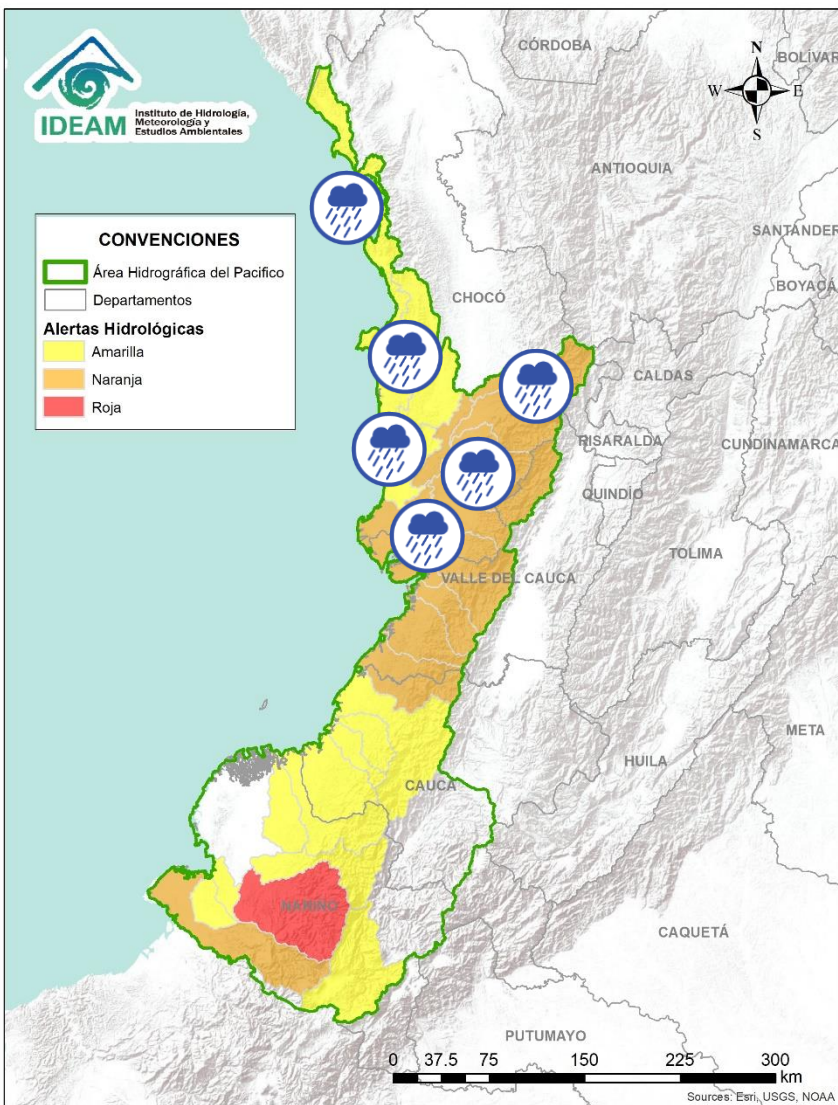 IDEAM
Instituto de Hidrología,
Meteorología y
Estudios Ambientales
CÓRDOBA
BOLÍVAR
N
W
E
S
ANTIOQUIA
SANTANDER
BOYACÁ
CONVENCIONES
Área Hidrográfica del Pacifico
Departamentos
Alertas Hidrológicas
Amarilla
Naranja
Roja
CHOCÓ
CALDAS
RISARALDA
CUNDINAMARCA
QUINDÍO
TOLIMA
VALLE DEL CAUCA
META
HUILA
CAUCA
NARIÑO
CAQUETÁ
PUTUMAYO
0 37.5 75 150 225 300
km
Sources: Esri, USGS, NOAA